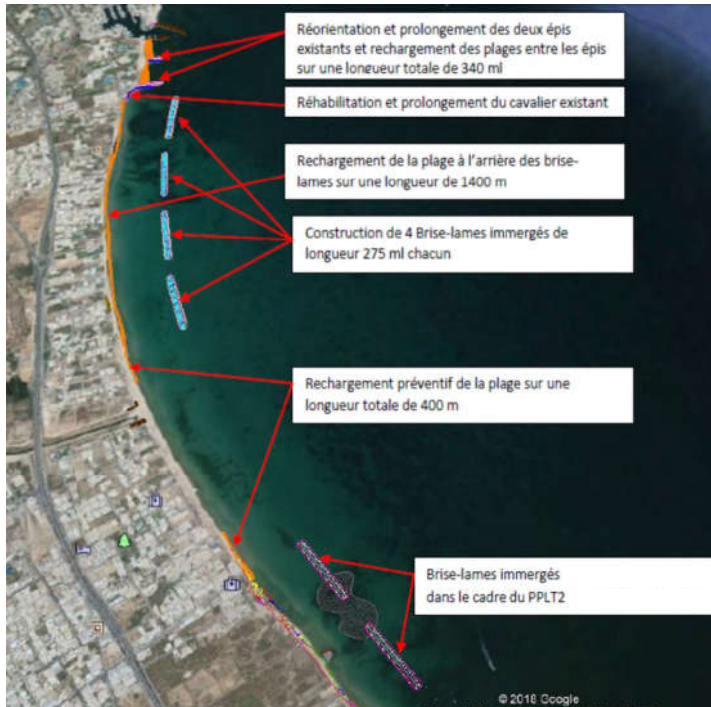 Réorientation et prolongement des deux épis
existants et rechargement des plages entre les épis
sur une longueur totale de 340 ml
Réhabilitation et prolongement du cavalier existant
Rechargement de la plage à l'arrière des brise-
lames sur une longueur de 1400 m
Construction de 4 Brise-lames immergés de
longueur 275 ml chacun
Rechargement préventif de la plage sur une
longueur totale de 400 m
Brise-lames immergés
dans le cadre du PPLT2
© 2018 Google